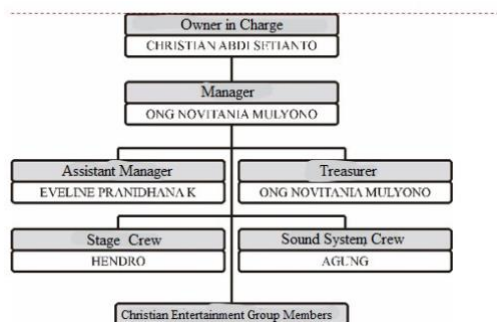 Owner in Charge
CHRISTIAN ABDI SETIANTO
Manager
ONG NOVITANIA MULYONO
Assistant Manager
EVELINE PRANIDHANA K
Treasurer
ONG NOVITANIA MULYONO
Stage Crew
HENDRO
Sound System Crew
AGUNG
Christian Entertainment Group Members